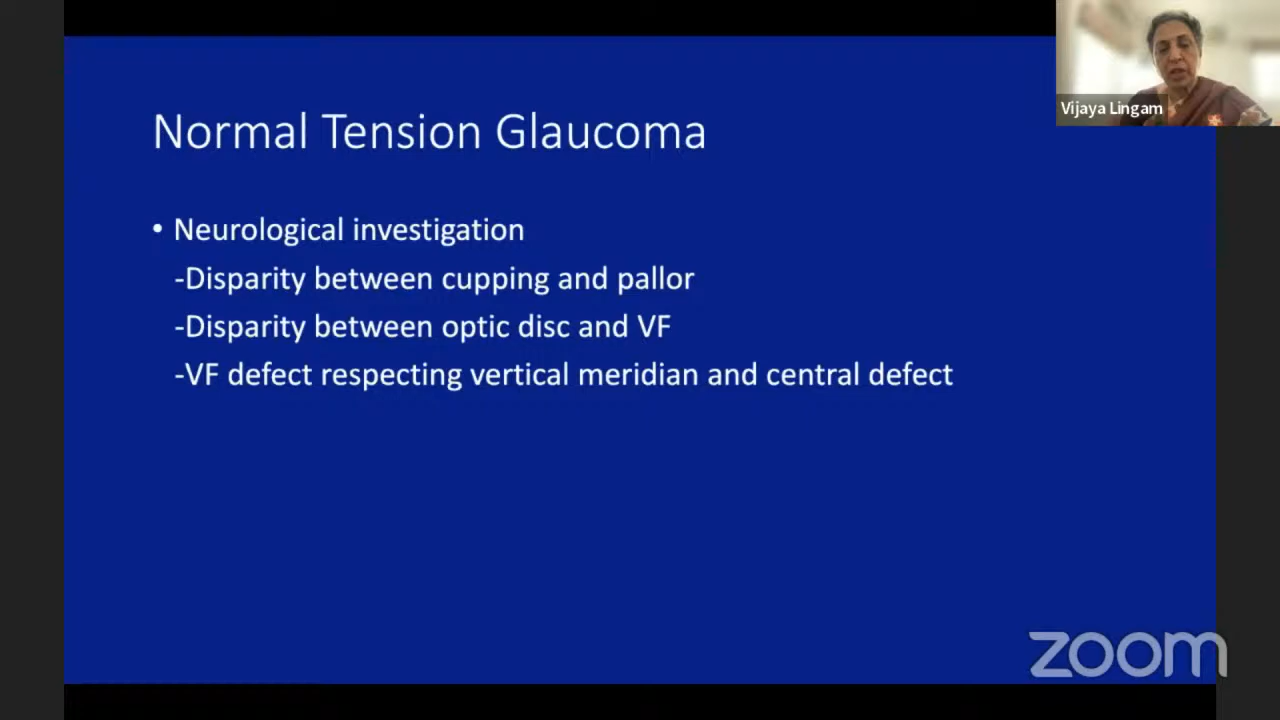 Vijaya Lingam
Normal Tension Glaucoma
• Neurological investigation
-Disparity between cupping and pallor
-Disparity between optic disc and VF
-VF defect respecting vertical meridian and central defect
zoom